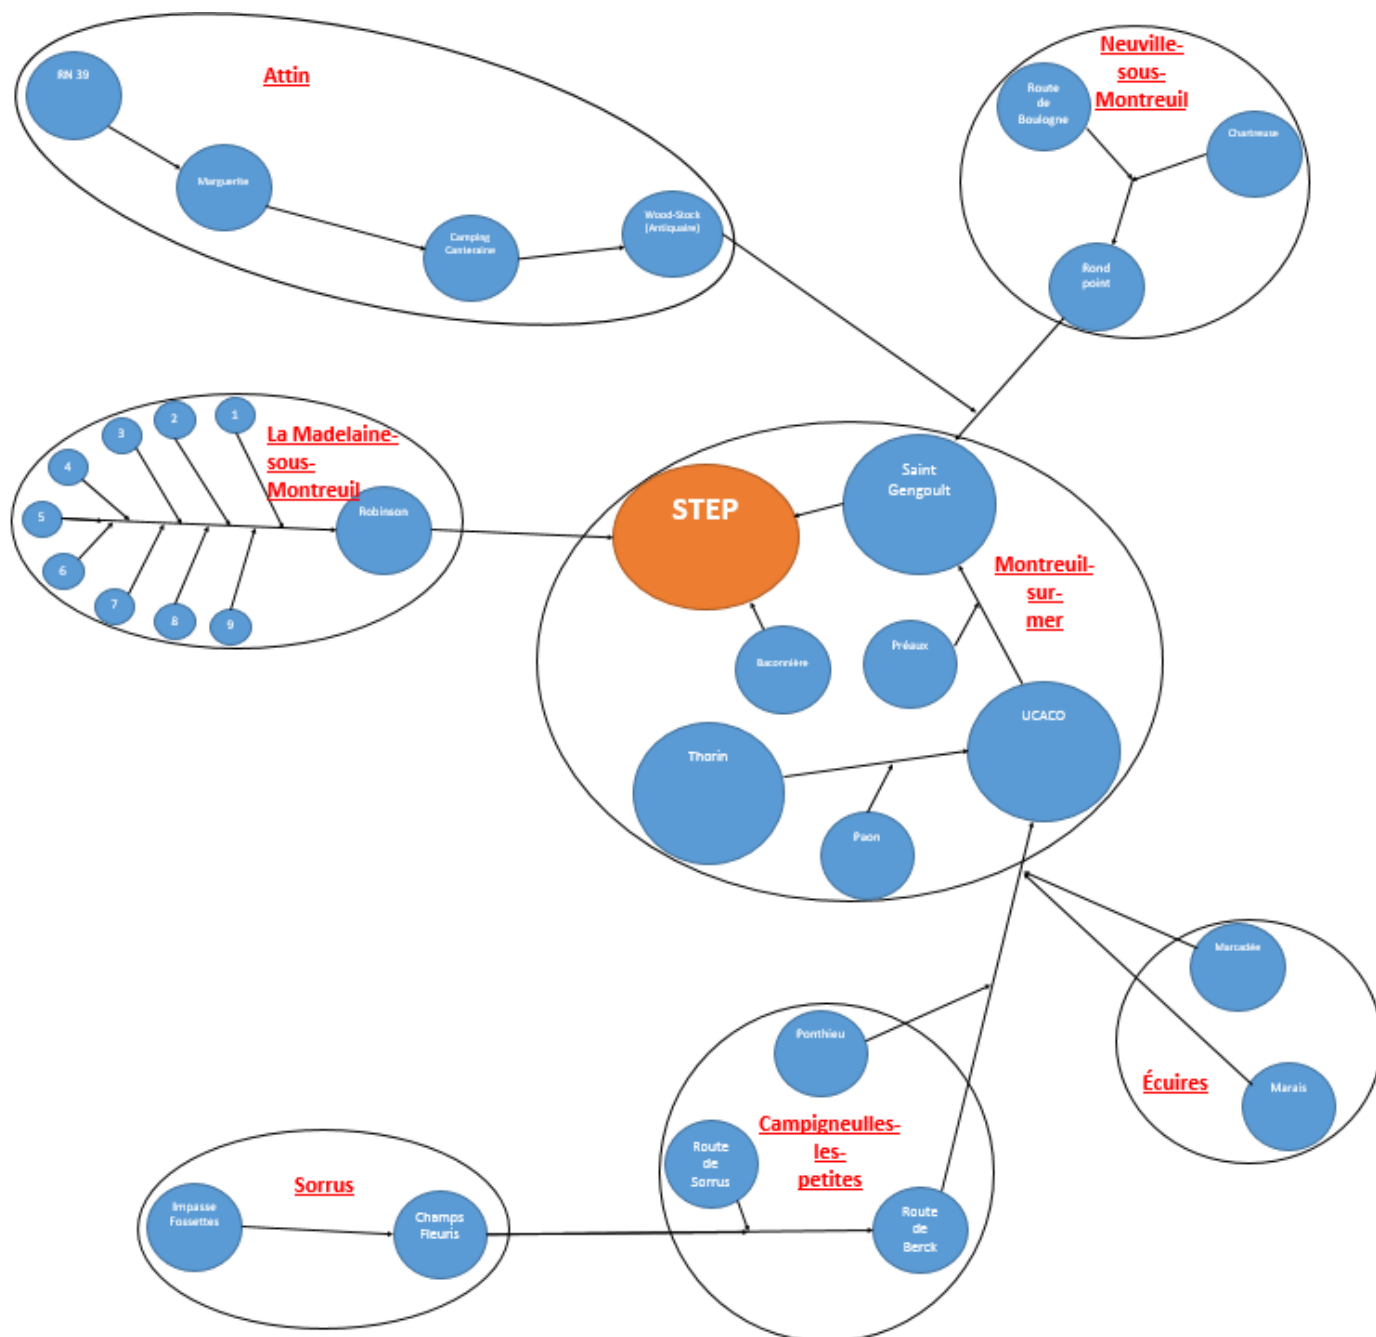 Attin
RN 39
Marguerite
Camping
Canteraine
Wood-Stock
(Antiquaire)
Neuville-
sous-
Montreuil
Route
de
Boulogne
Chartreuse
Rond
point
La Madelaine-
sous-
Montreuil
1
2
3
4
5
6
7
8
9
Robinson
STEP
Saint
Gengoult
Montreuil-
sur-
mer
Baconnière
Préaux
UCACO
Thorin
Paon
Marcadée
Écuires
Marais
Ponthieu
Campigneulles-
les-
petites
Route
de
Sorrus
Route
de
Berck
Sorrus
Impasse
Fossettes
Champs
Fleuris